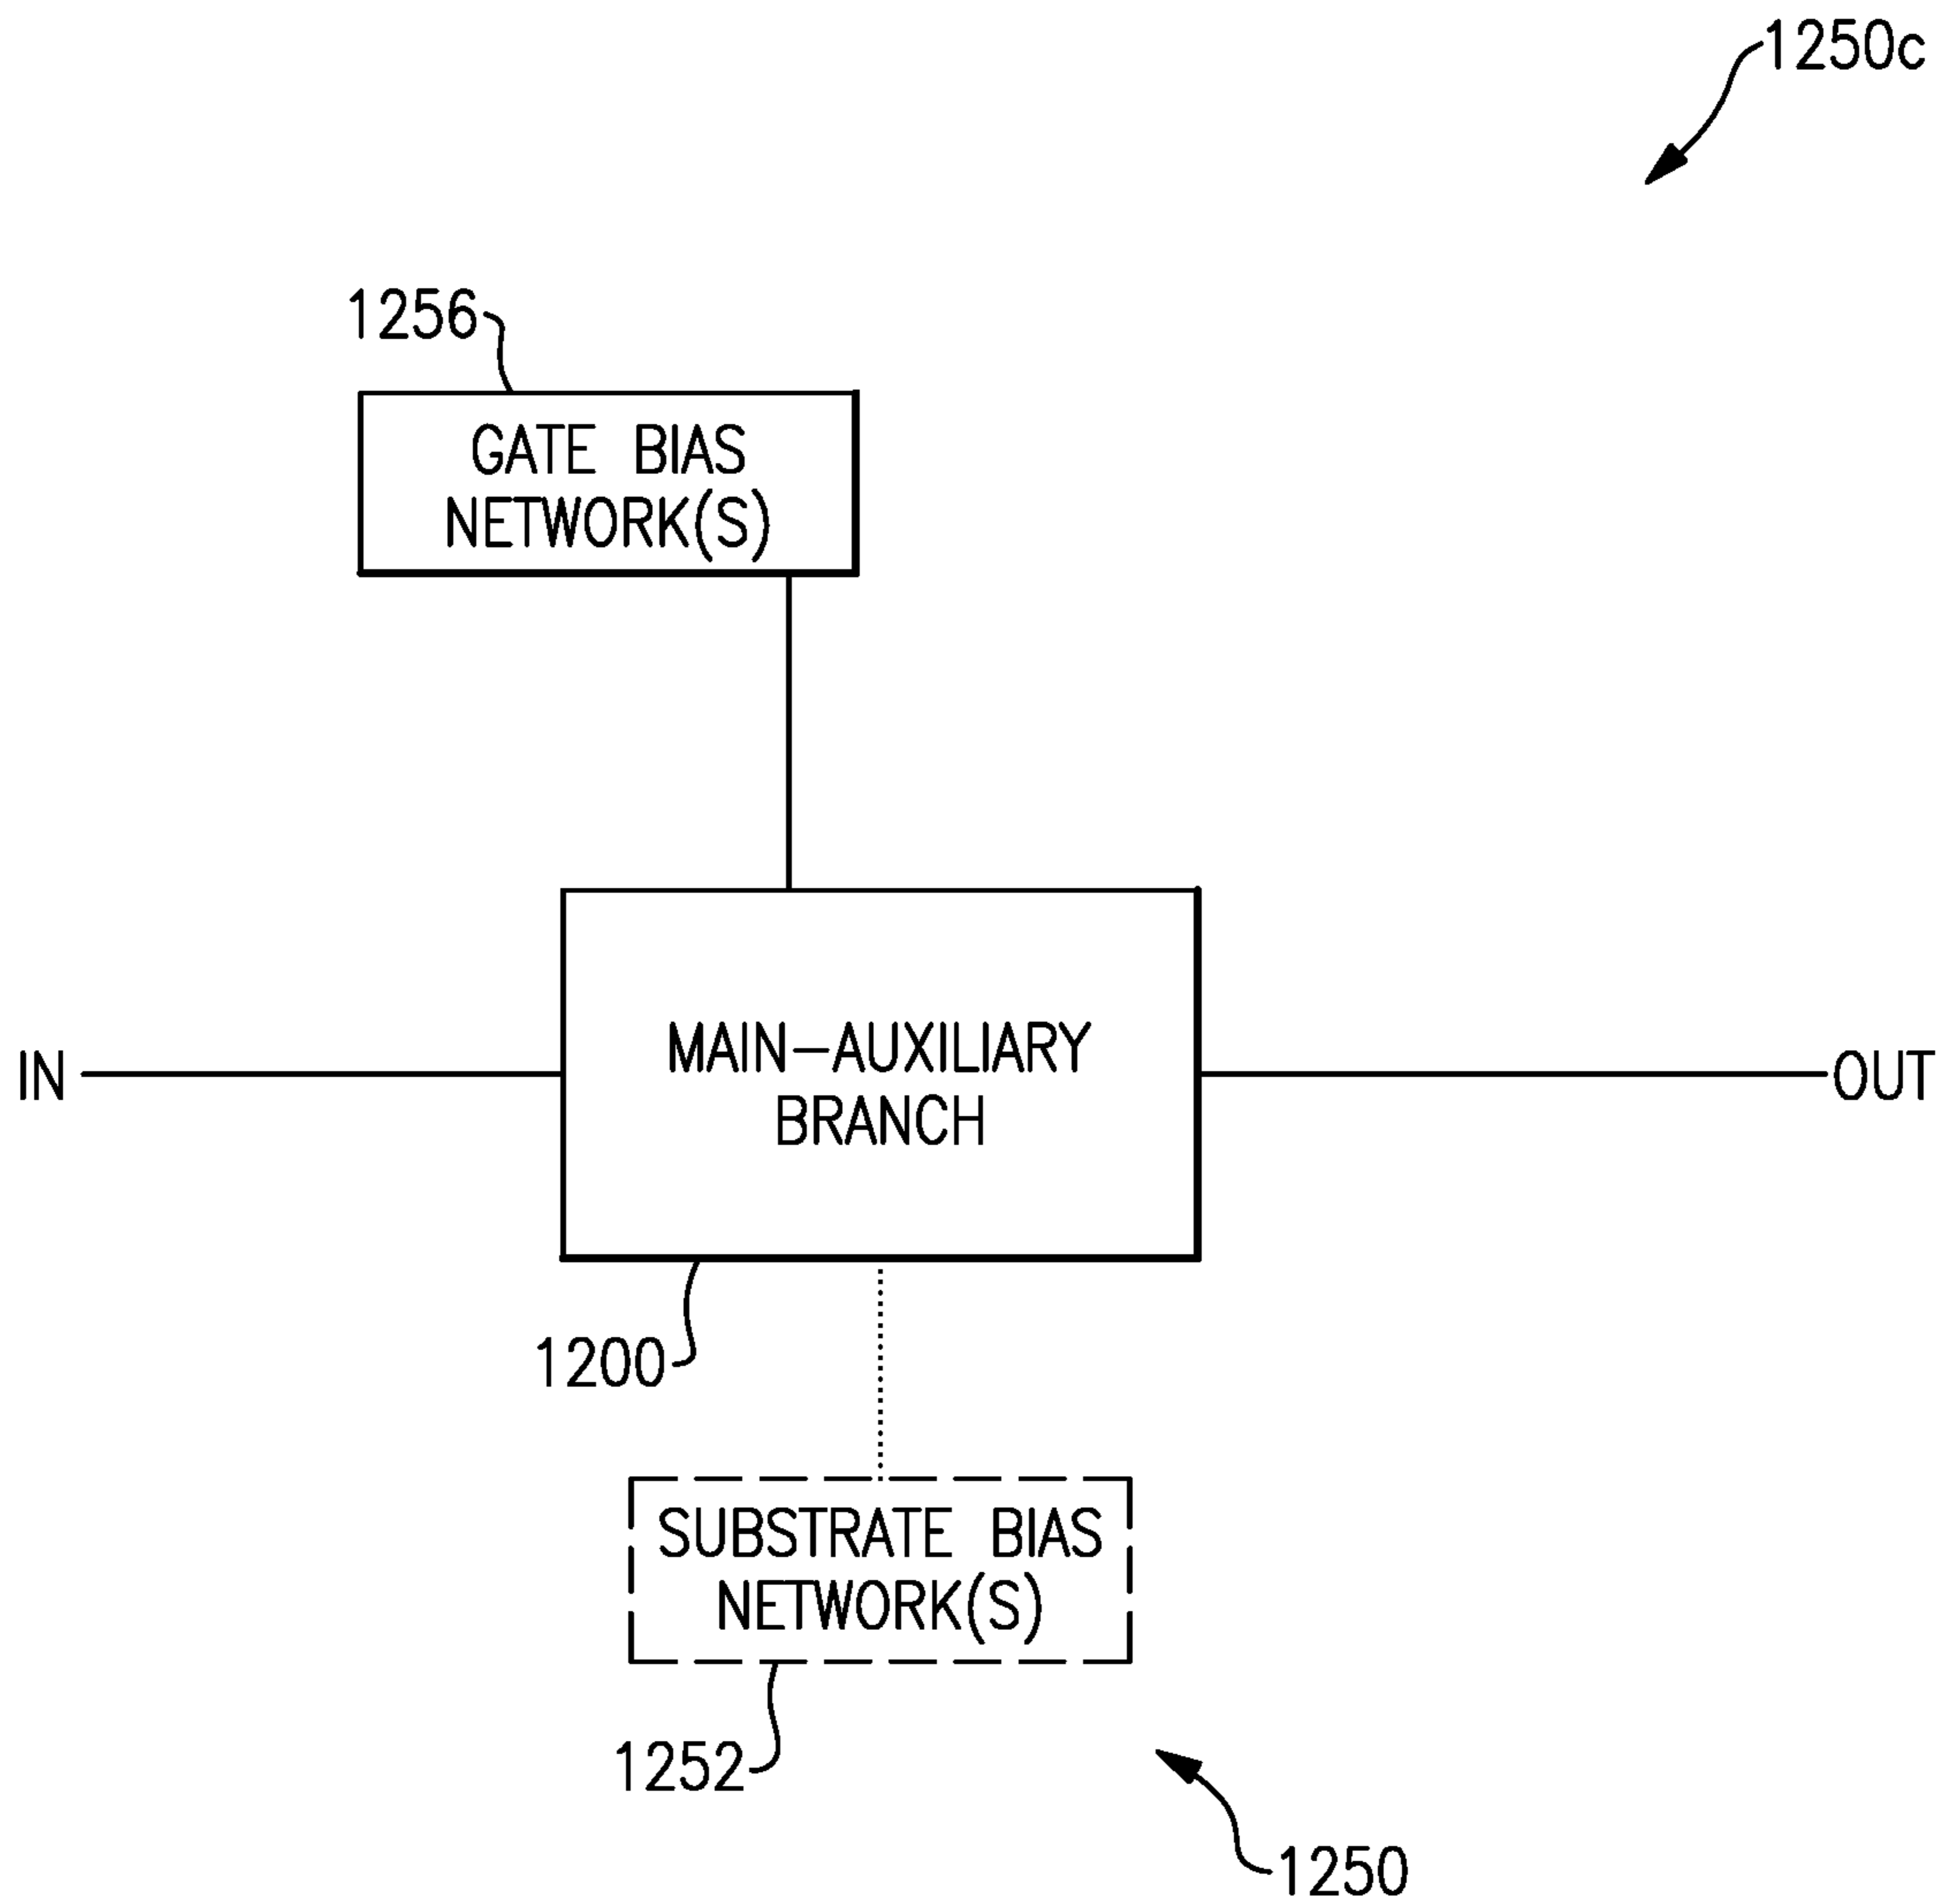 1250c
1256
GATE BIAS
NETWORK(S)
MAIN-AUXILIARY
BRANCH
IN
OUT
1200
SUBSTRATE BIAS
NETWORK(S)
1252
1250